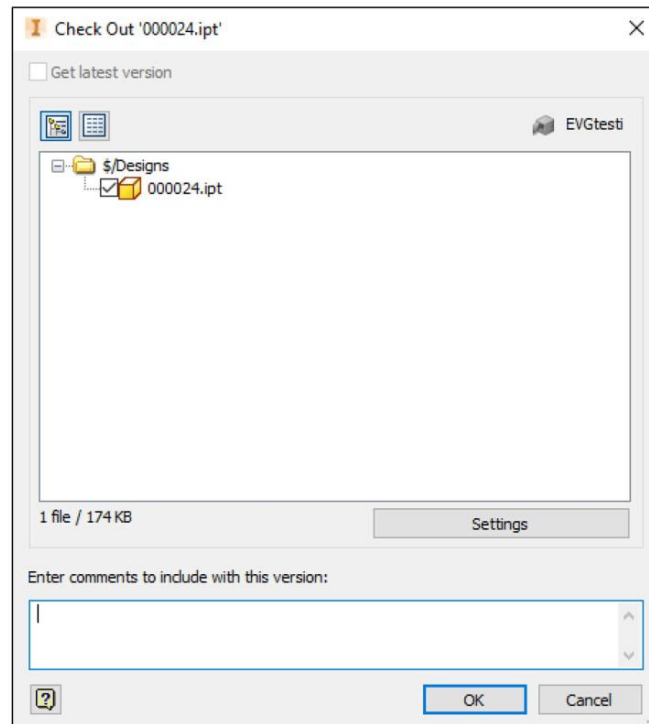 Check Out '000024.ipt'
Get latest version
EVGtesti
$/Designs
000024.ipt
1 file / 174 KB
Settings
Enter comments to include with this version:
OK
Cancel